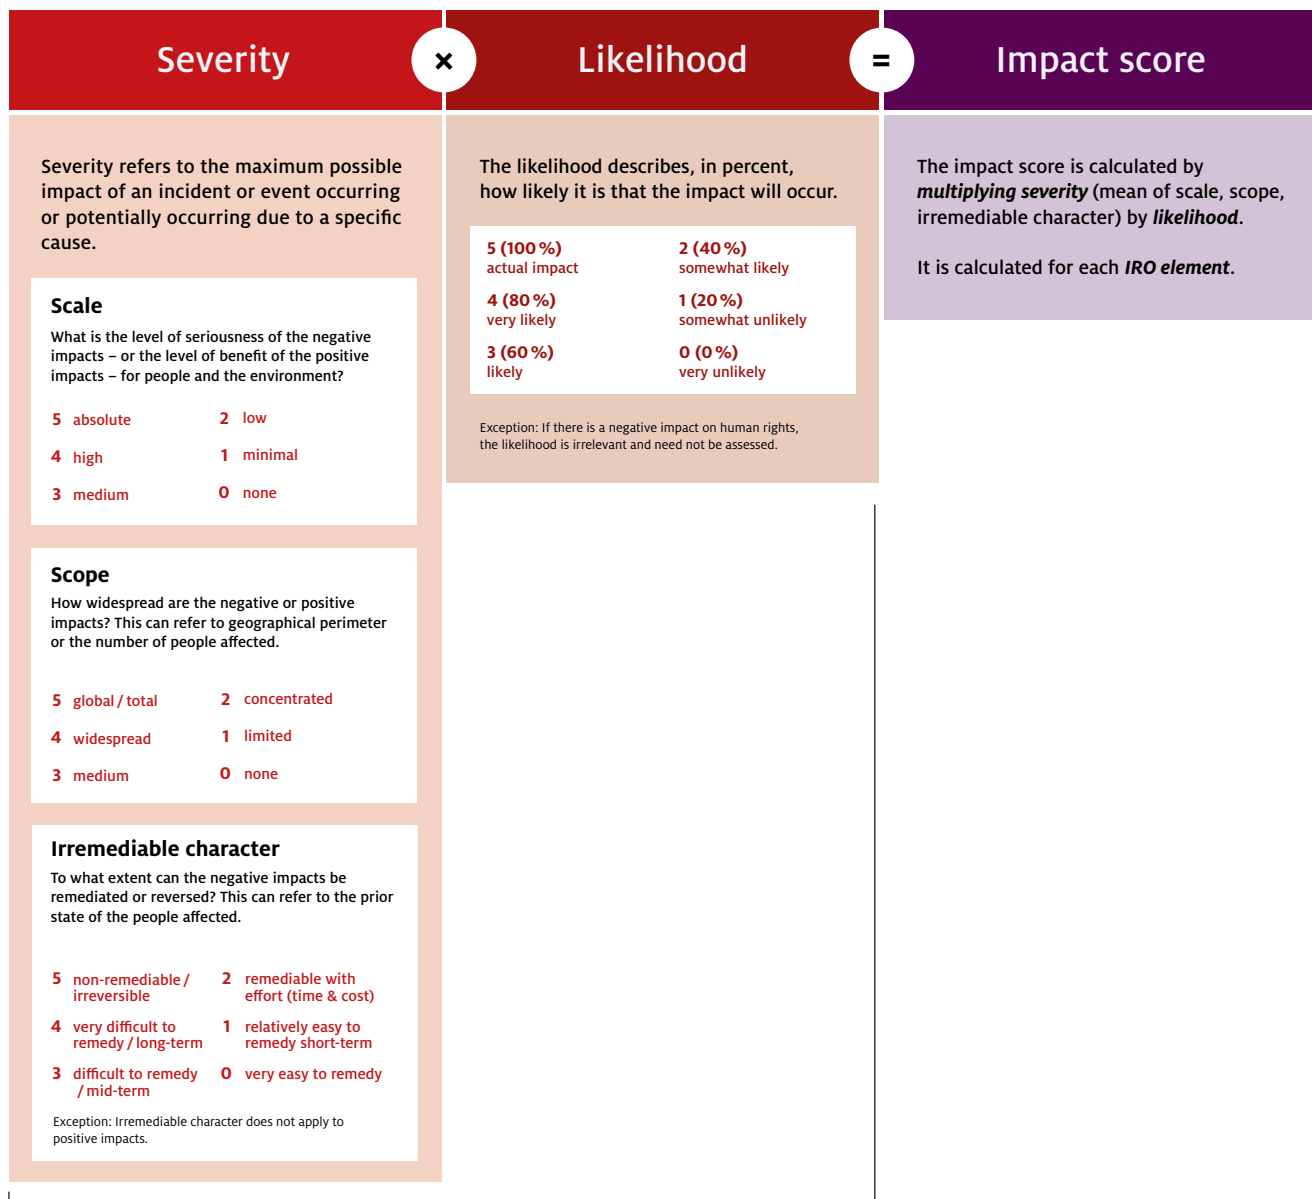 Severity
×
Likelihood
=
Impact score
Severity refers to the maximum possible
impact of an incident or event occurring
or potentially occurring due to a specific
cause.
Scale
What is the level of seriousness of the negative
impacts – or the level of benefit of the positive
impacts – for people and the environment?
5 absolute
2 low
4 high
1 minimal
3 medium
0 none
Scope
How widespread are the negative or positive
impacts? This can refer to geographical perimeter
or the number of people affected.
5 global / total
2 concentrated
4 widespread
1 limited
3 medium
0 none
Irremediable character
To what extent can the negative impacts be
remediated or reversed? This can refer to the prior
state of the people affected.
5 non-remediable /
irreversible
2 remediable with
effort (time & cost)
4 very difficult to
remedy / long-term
1 relatively easy to
remedy short-term
3 difficult to remedy
/ mid-term
0 very easy to remedy
Exception: Irremediable character does not apply to
positive impacts.
The likelihood describes, in percent,
how likely it is that the impact will occur.
5 (100 %)
actual impact
2 (40 %)
somewhat likely
4 (80 %)
very likely
1 (20 %)
somewhat unlikely
3 (60 %)
likely
0 (0 %)
very unlikely
Exception: If there is a negative impact on human rights,
the likelihood is irrelevant and need not be assessed.
The impact score is calculated by
multiplying severity (mean of scale, scope,
irremediable character) by likelihood.
It is calculated for each IRO element.